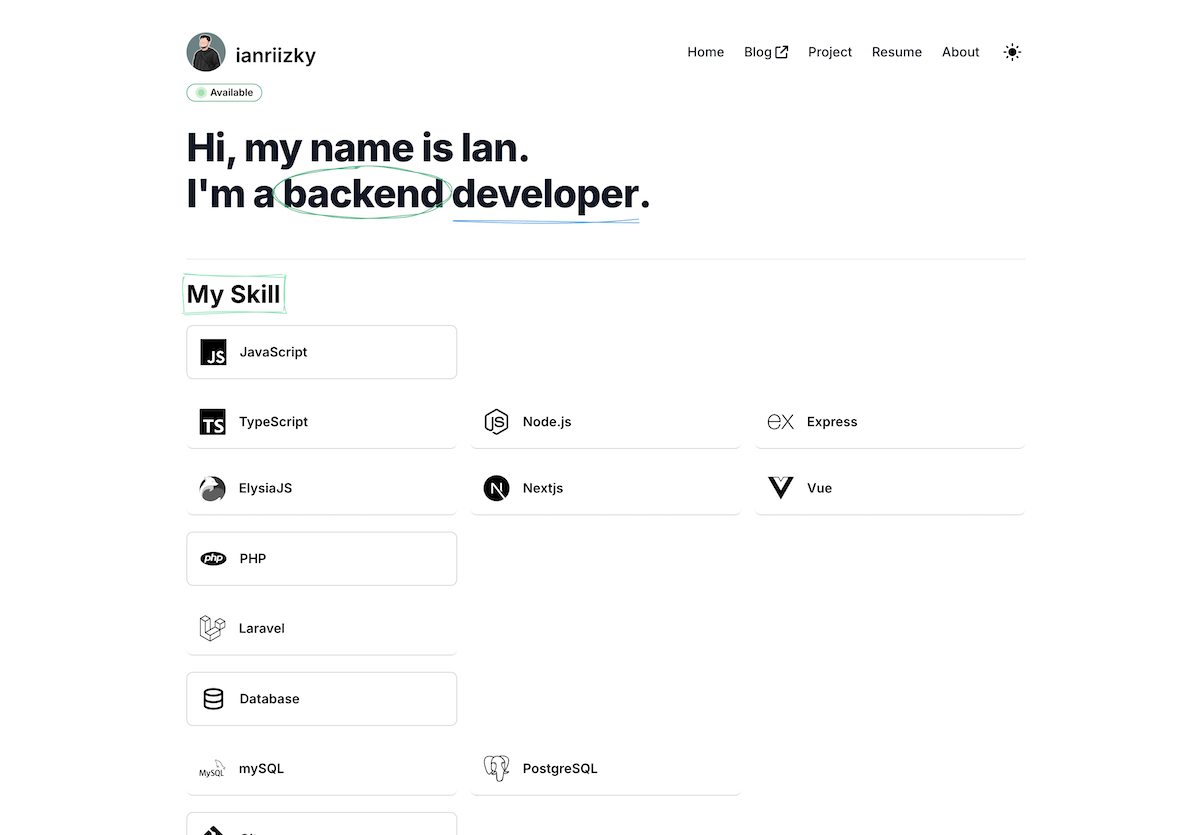 ianriizky
Home Blog Project Resume About
Available
Hi, my name is Ian.
I'm a backend developer.
My Skill
JS JavaScript
TS TypeScript
JS Node.js
ex Express
ElysiaJS
N Nextjs
Vue
php PHP
Laravel
Database
MySQL mySQL
PostgreSQL